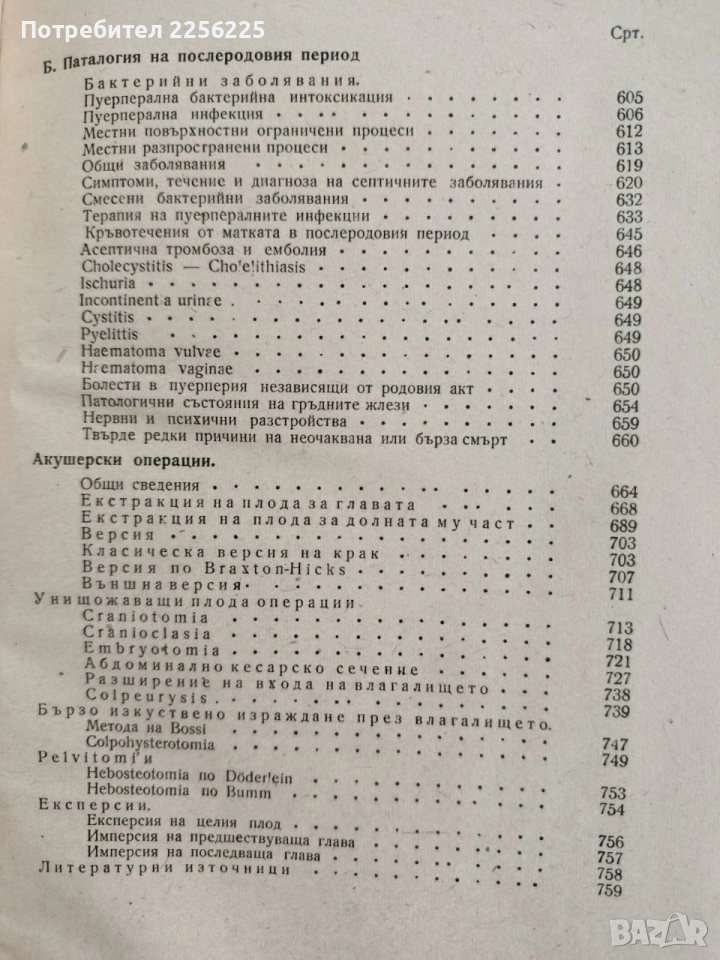 Потребител 2256225
Срт.
Б. Паталогия на послеродовия период
Бактерийни заболявания.
Пуерперална бактерийна интоксикация . . . . . . . 605
Пуерперална инфекция . . . . . . . . . . . 606
Местни повърхностни ограничени процеси . . . . . . 612
Местни разпространени процеси . . . . . . . . . 613
Общи заболявания . . . . . . . . . . . . 619
Симптоми, течение и диагноза на септичните заболявания . 620
Смесени бактерийни заболявания . . . . . . . . 632
Терапия на пуерпералните инфекции . . . . . . . . 633
Кръвотечения от матката в послеродовия период . . . . 645
Асептична тромбоза и емболия . . . . . . . . . 646
Cholecystitis — Cho'e!ithiasis . . . . . . . . . . 648
Ischuria . . . . . . . . . . . . . . . 648
Incontinenta urinae . . . . . . . . . . . . . 649
Cystitis . . . . . . . . . . . . . . . 649
Pyelittis . . . . . . . . . . . . . . . 649
Haematoma vulvae . . . . . . . . . . . . 650
Haematoma vaginae . . . . . . . . . . . . 650
Болести в пуерперия независящи от родовия акт . . . . 650
Патологични състояния на гръдните жлези . . . . . . 654
Нервни и психични разстройства . . . . . . . . . 659
Твърде редки причини на неочаквана или бърза смърт . . 660
Акушерски операции.
Общи сведения . . . . . . . . . . . . . 664
Екстракция на плода за главата . . . . . 668
Екстракция на плода за долната му част . . 689
Версия . . . . . . . . . . . . . . . 703
Класическа версия на крак . . . . . . . 703
Версия по Braxton-Hicks . . . . . . . . 707
Външна версия . . . . . . . . . . . . 711
Унищожаващи плода операции
Craniotomia . . . . . . . . . . . . . 713
Cranioclasia . . . . . . . . . . . . . 718
Embryotomia . . . . . . . . . . . . . 721
Абдоминално кесарско сечение . . . . . 727
Разширение на входа на влагалището . . . 738
Colpeurysis . . . . . . . . . . . . . 739
Бързо изкуствено израждане през влагалището.
Метода на Bossi . . . . . . . . . . . . 747
Colpohysterotomia . . . . . . . . . . . . 749
Pelvitomi'и
Hebosteotomia по Döderlein . . . . . . . . . 753
Hebosteotomia по Bumm . . . . . . . . . . 754
Експерсии.
Експерсия на целия плод . . . . . . . . . . 756
Имперсия на предшествуваща глава . . . . . . . 757
Имперсия на последваща глава . . . . . . . . 758
Литературни източници . . . . . . . . . 759
BAZAR